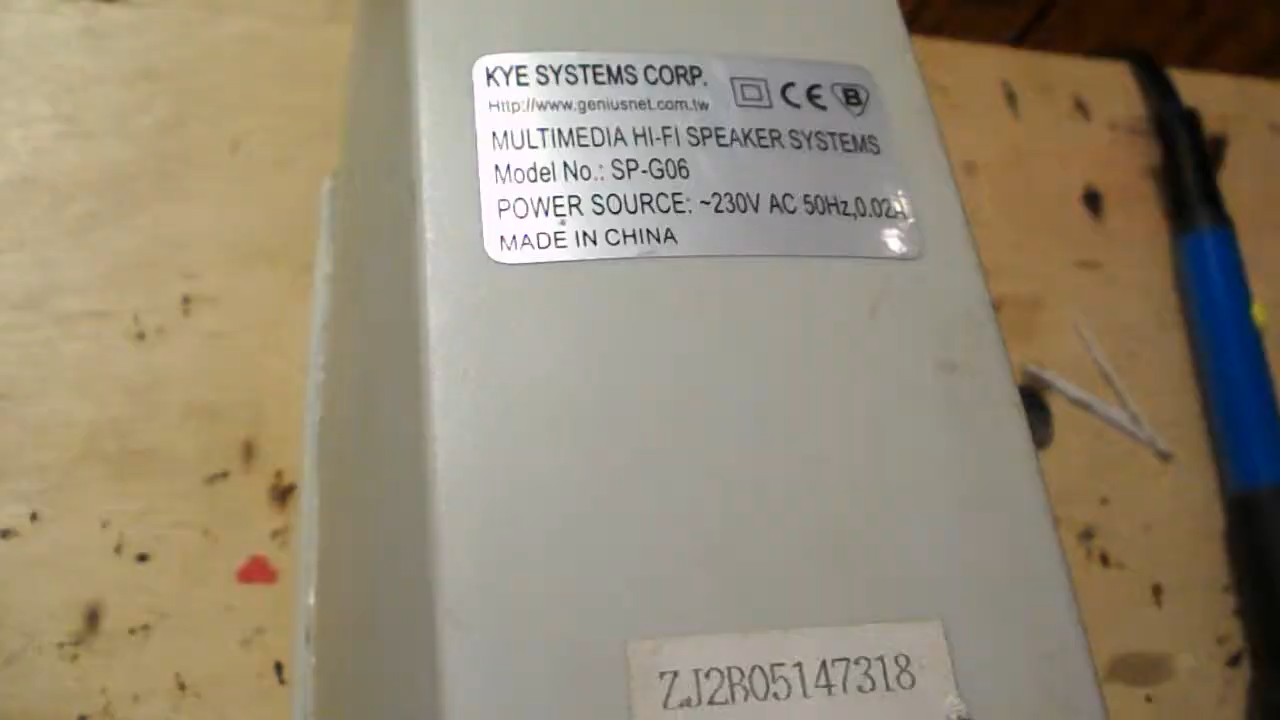 KYE SYSTEMS CORP.
Http://www.geniusnet.com.tw
CE B
MULTIMEDIA HI-FI SPEAKER SYSTEMS
Model No.: SP-G06
POWER SOURCE: ~230V AC 50Hz,0.02A
MADE IN CHINA
ZJ2R05147318